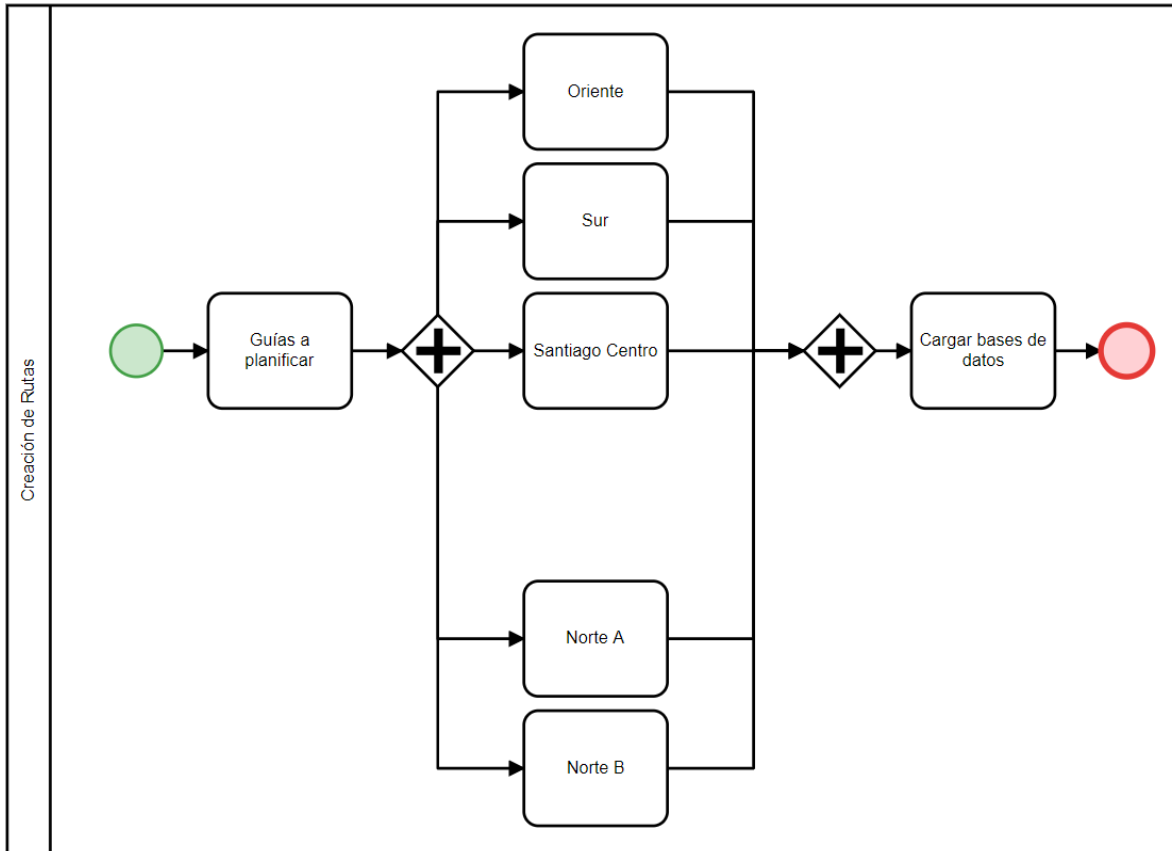 Creación de Rutas
Guías a
planificar
Oriente
Sur
Santiago Centro
Norte A
Norte B
Cargar bases de
datos